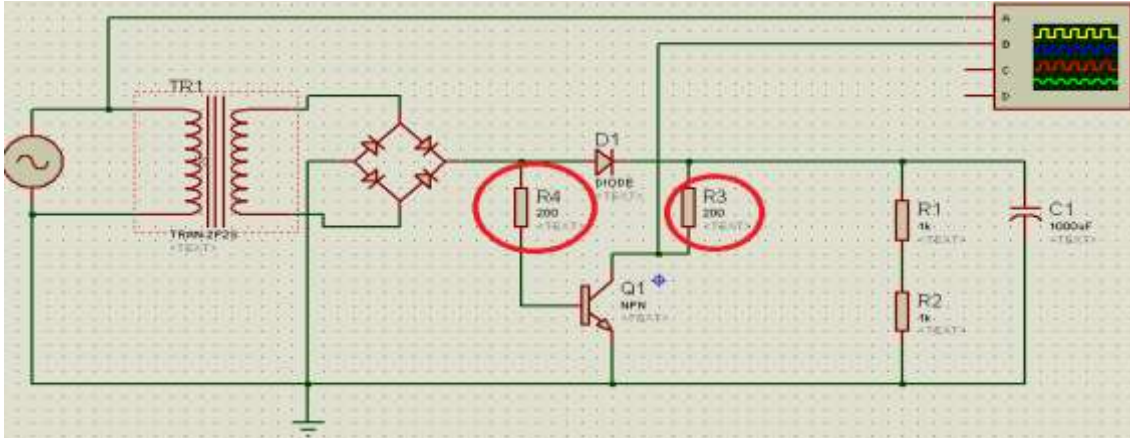 A
B
C
D
TR1
TRAN-2P2S
<TEXT>
D1
DIODE
<TEXT>
R4
200
<TEXT>
R3
200
<TEXT>
R1
1k
<TEXT>
C1
1000uF
<TEXT>
Q1
NPN
<TEXT>
R2
1k
<TEXT>